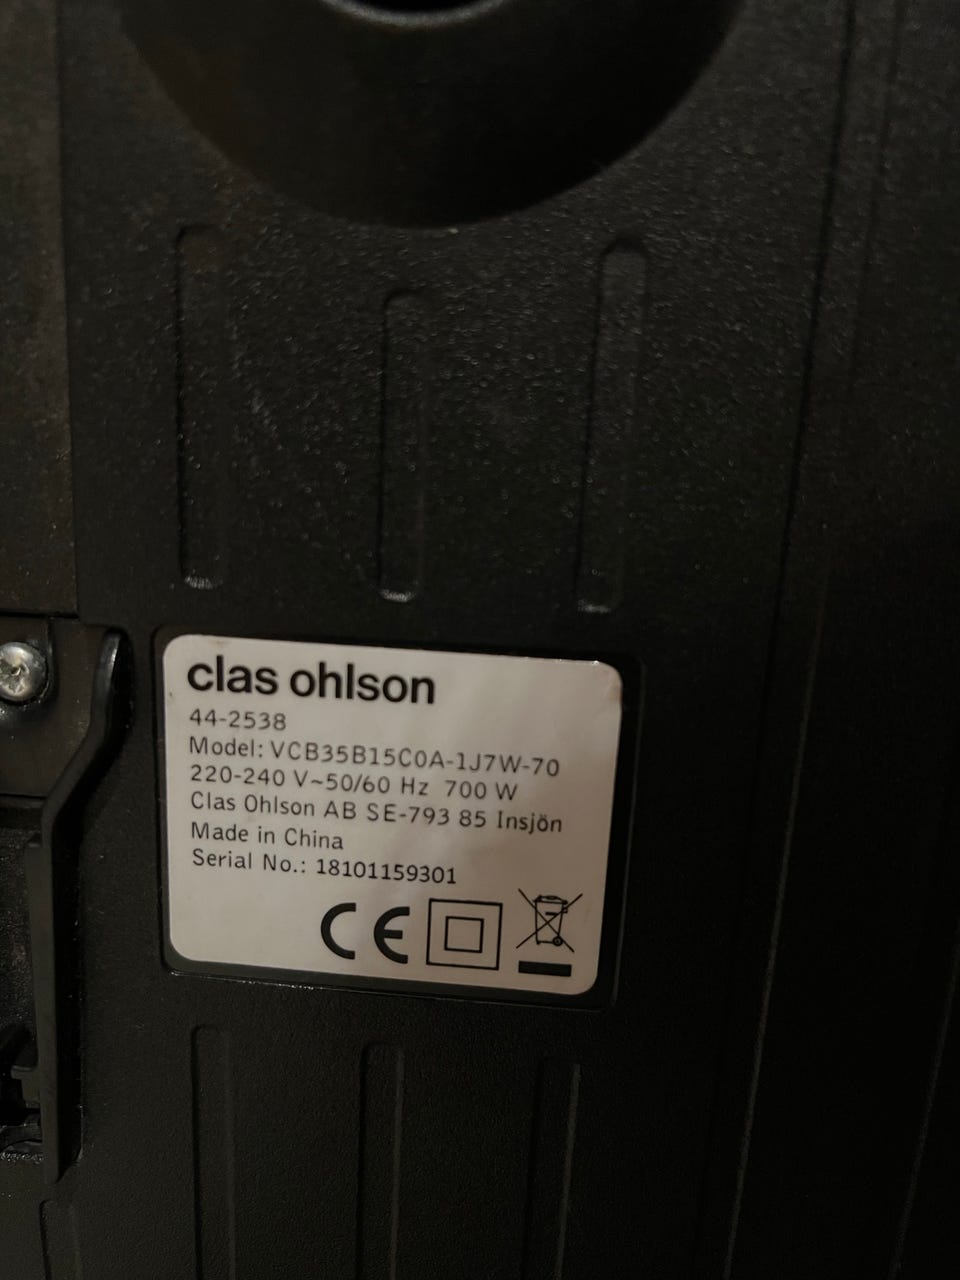 clas ohlson
44-2538
Model: VCB35B15C0A-1J7W-70
220-240 V~50/60 Hz 700 W
Clas Ohlson AB SE-793 85 Insjön
Made in China
Serial No.: 18101159301
CE